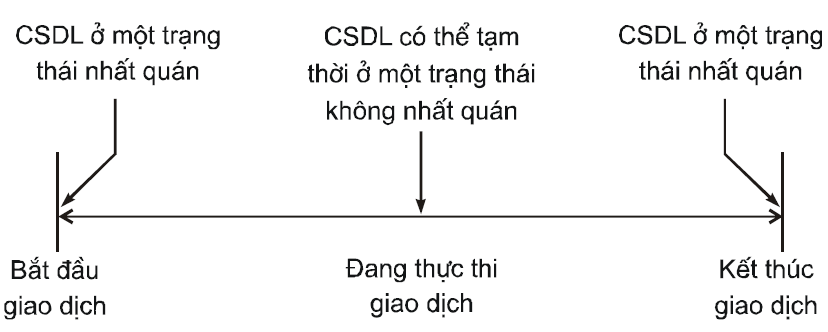 CSDL ở một trạng
thái nhất quán
CSDL có thể tạm
thời ở một trạng thái
không nhất quán
CSDL ở một trạng
thái nhất quán
Bắt đầu
giao dịch
Đang thực thi
giao dịch
Kết thúc
giao dịch